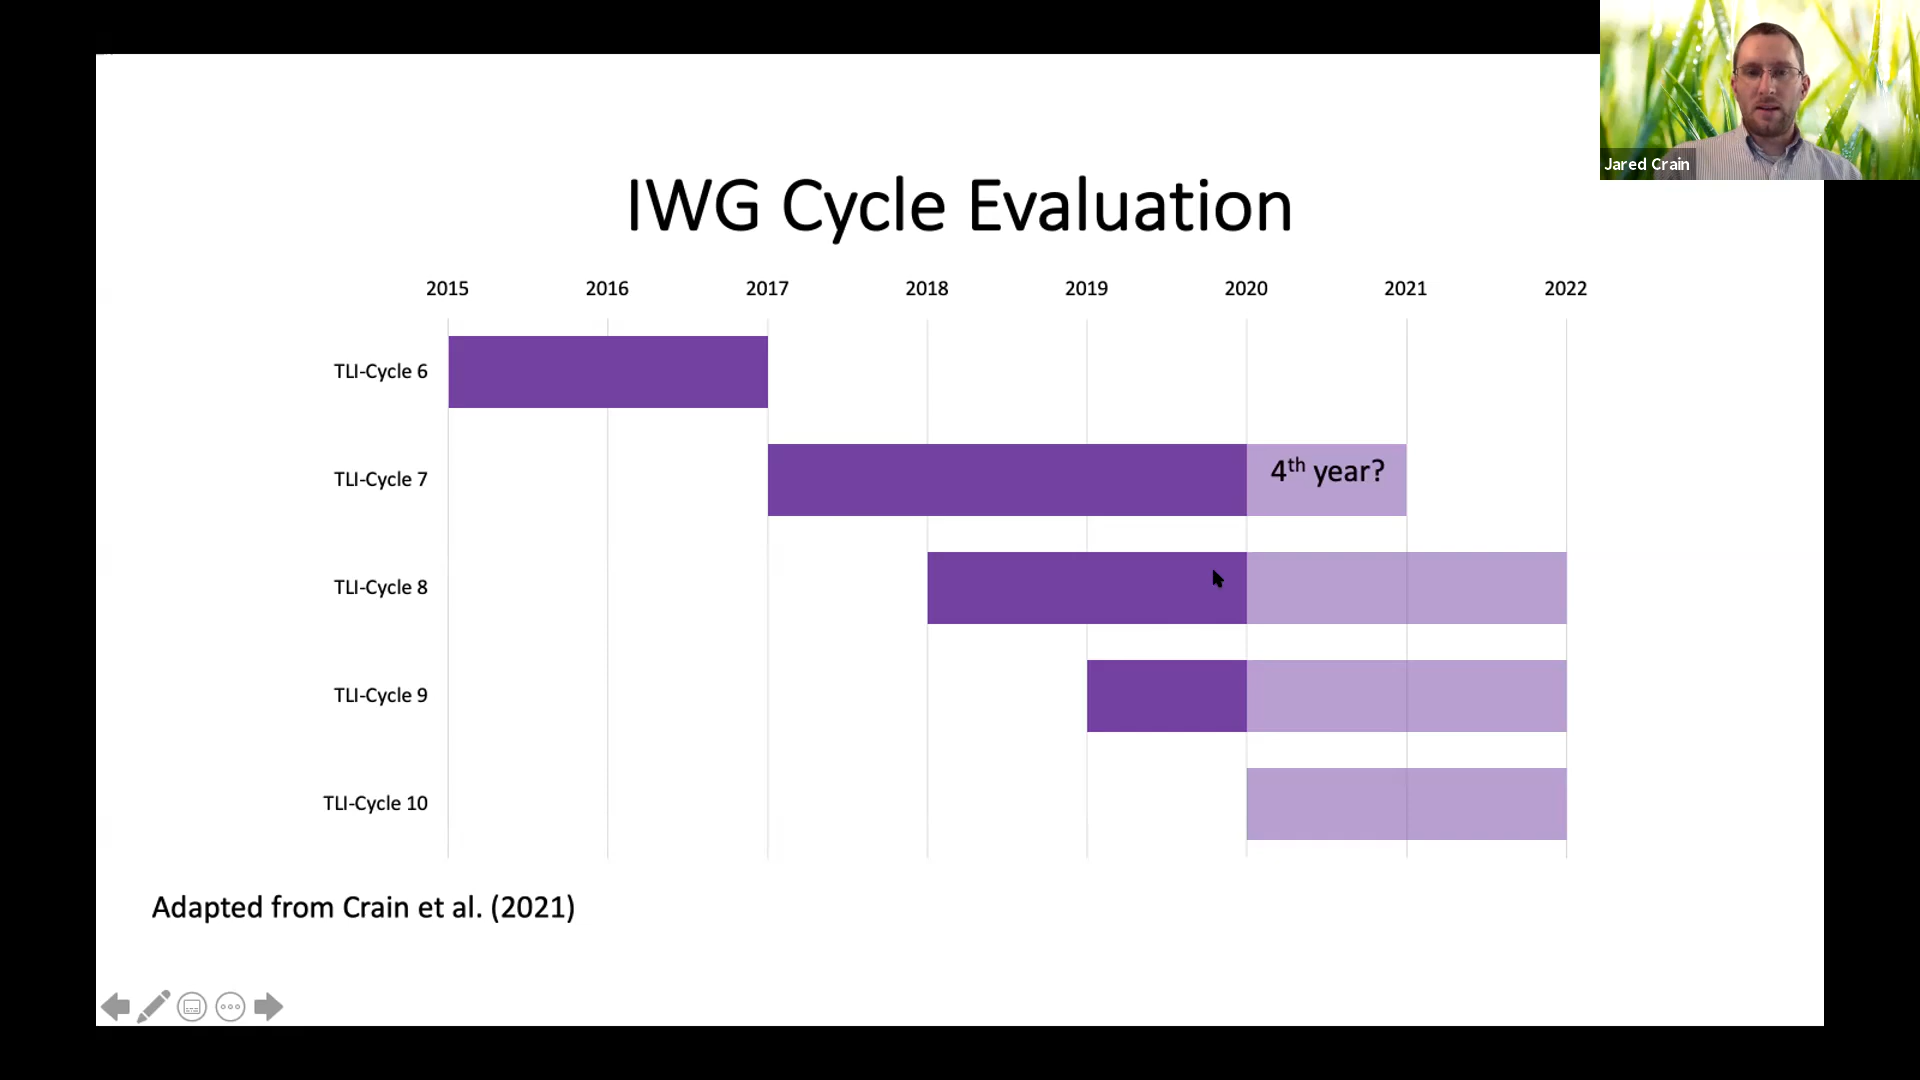 Jared Crain
IWG Cycle Evaluation
2015 2016 2017 2018 2019 2020 2021 2022
TLI-Cycle 6
TLI-Cycle 7
4th year?
TLI-Cycle 8
TLI-Cycle 9
TLI-Cycle 10
Adapted from Crain et al. (2021)